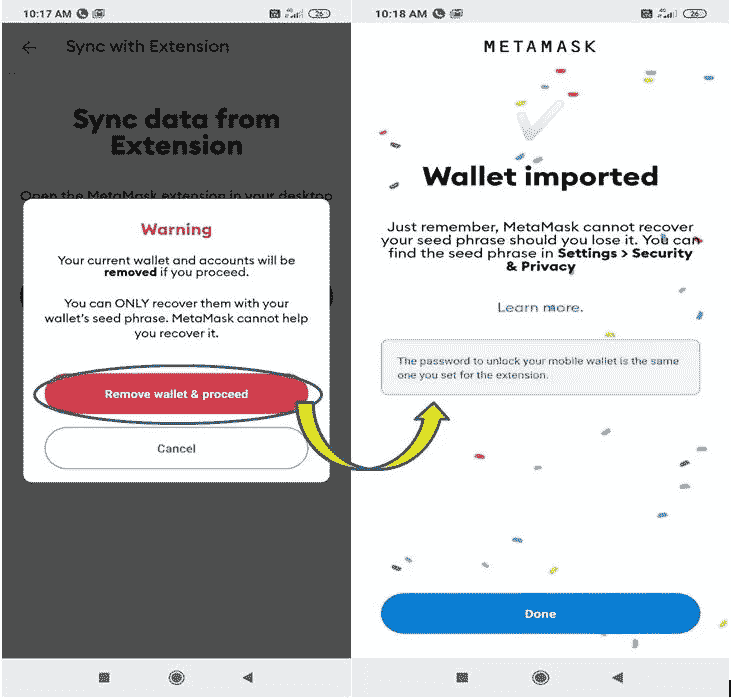 10:17 AM
26
Sync with Extension
Sync data from
Extension
Open the MetaMask extension in your desktop
Warning
Your current wallet and accounts will be
removed if you proceed.
You can ONLY recover them with your
wallet's seed phrase. MetaMask cannot help
you recover it.
Remove wallet & proceed
Cancel
10:18 AM
26
METAMASK
Wallet imported
Just remember, MetaMask cannot recover
your seed phrase should you lose it. You can
find the seed phrase in Settings > Security
& Privacy
Learn more.
The password to unlock your mobile wallet is the same
one you set for the extension.
Done